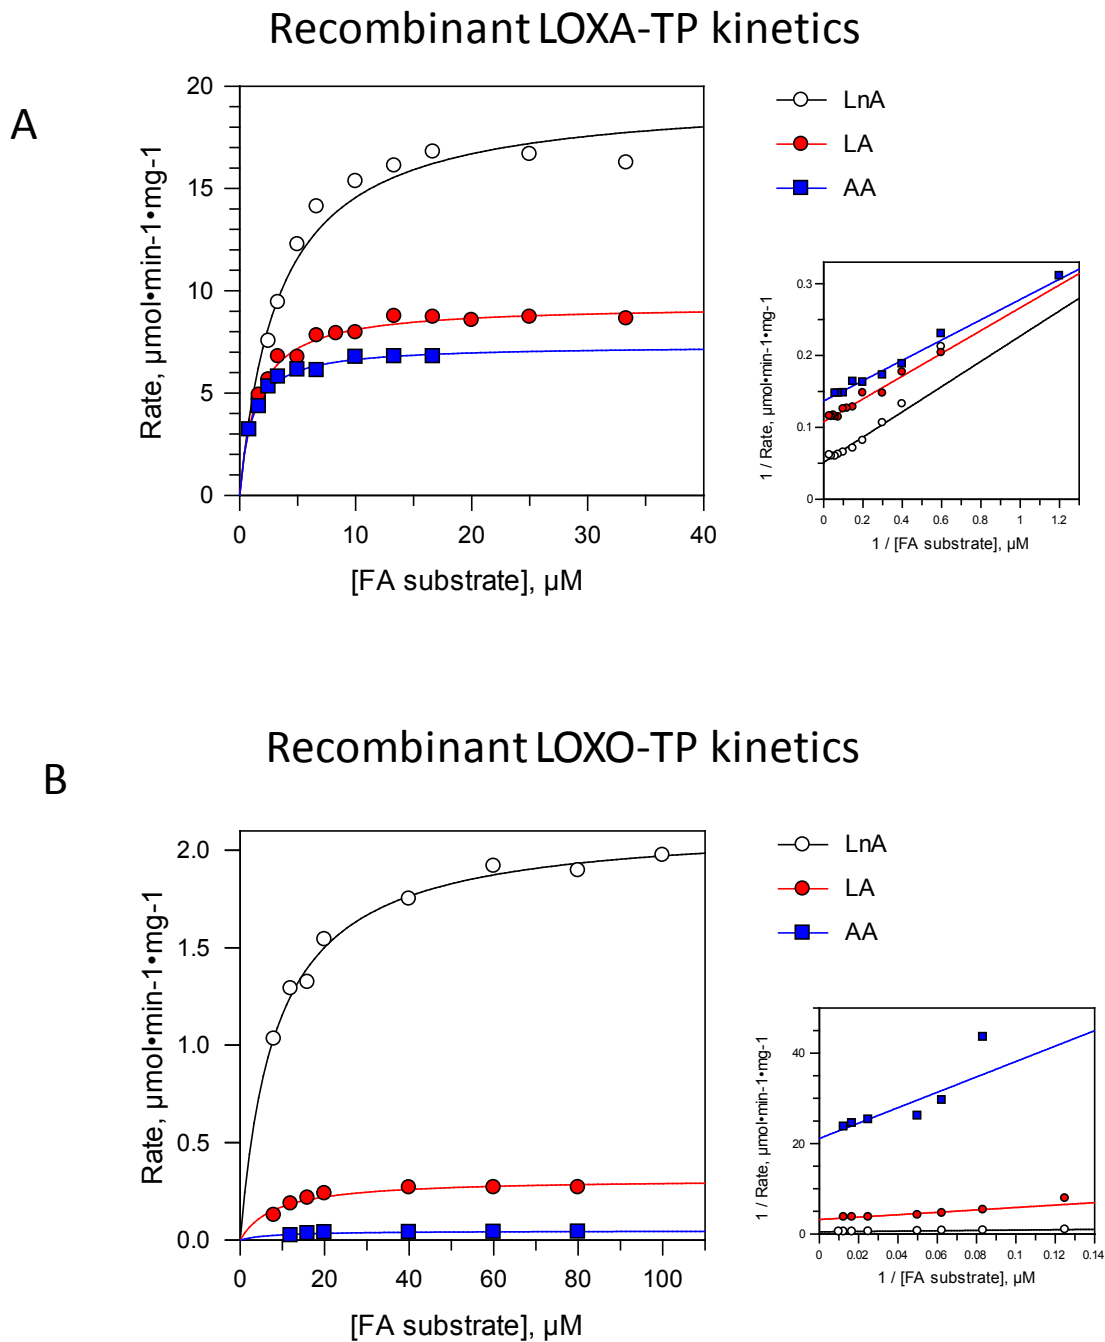 Recombinant LOXA-TP kinetics
A
Rate, µmol•min-1•mg-1
20
15
10
5
0
0 10 20 30 40
[FA substrate], µM
LnA
LA
AA
1 / Rate, µmol•min-1•mg-1
0.3
0.2
0.1
0
0 0.2 0.4 0.6 0.8 1 1.2
1 / [FA substrate], µM
Recombinant LOXO-TP kinetics
B
Rate, µmol•min-1•mg-1
2.0
1.5
1.0
0.5
0.0
0 20 40 60 80 100
[FA substrate], µM
LnA
LA
AA
1 / Rate, µmol•min-1•mg-1
40
20
0
0 0.02 0.04 0.06 0.08 0.1 0.12 0.14
1 / [FA substrate], µM